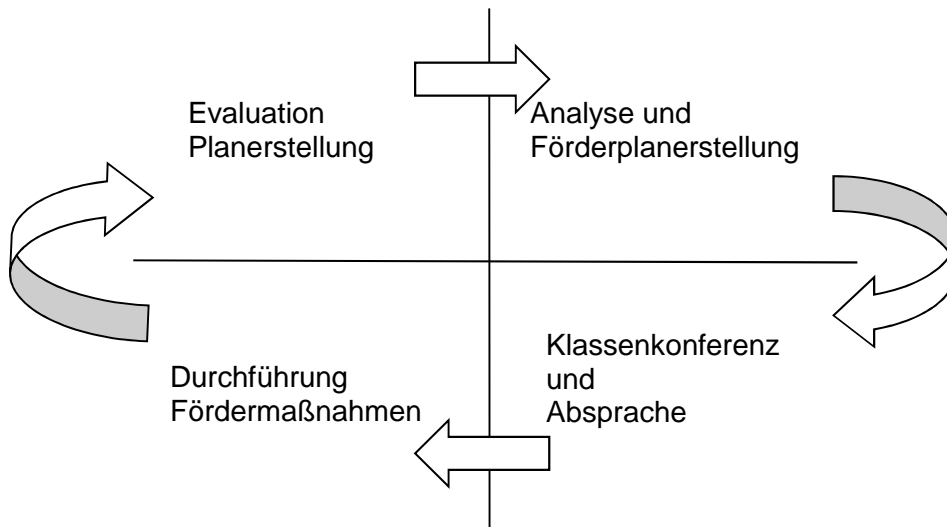 Evaluation
Planerstellung
Analyse und
Förderplanerstellung
Durchführung
Fördermaßnahmen
Klassenkonferenz
und
Absprache